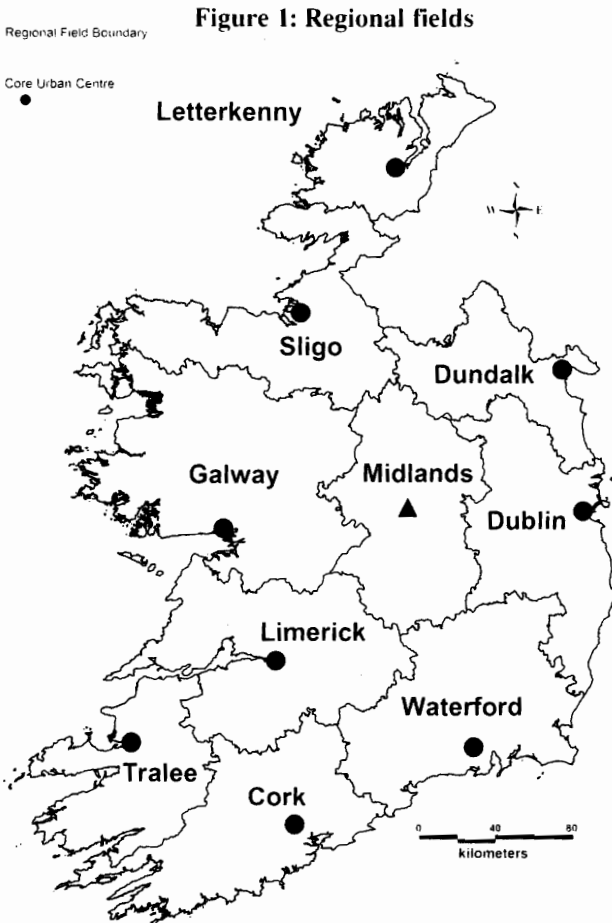 Figure 1: Regional fields
Regional Field Boundary
Core Urban Centre
Letterkenny
W E
Sligo
Dundalk
Galway
Midlands
Dublin
Limerick
Waterford
Tralee
Cork
0 40 80
kilometers